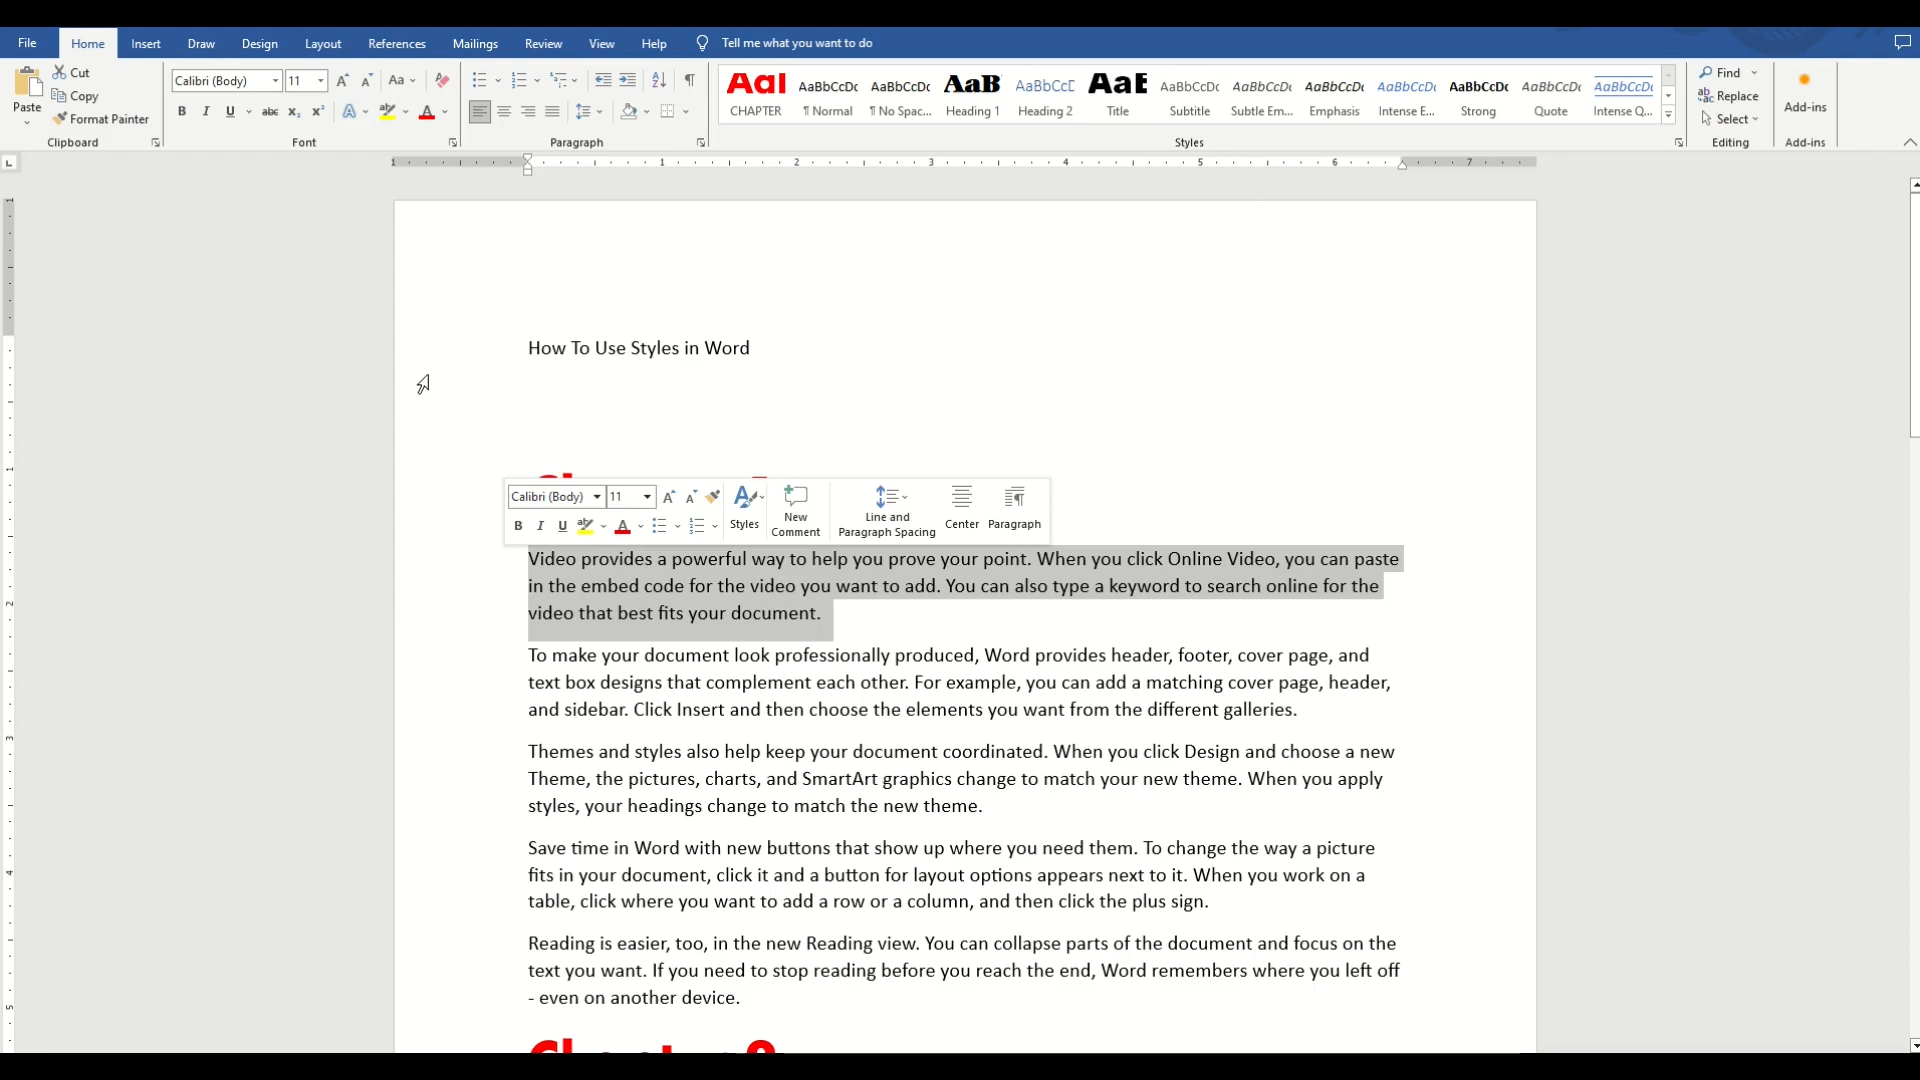 File Home Insert Draw Design Layout References Mailings Review View Help Tell me what you want to do
Paste Cut Copy Format Painter
Clipboard
Calibri (Body) 11 Aa
B I U abc x₂ x² A ab A
Font
Paragraph
AaI AaBbCcDc AaBbCcDc AaB AaBbCcC AaE AaBbCcDc AaBbCcDc AaBbCcDc AaBbCcDc AaBbCcDc AaBbCcDc AaBbCcDc
CHAPTER ¶ Normal ¶ No Spac... Heading 1 Heading 2 Title Subtitle Subtle Em... Emphasis Intense E... Strong Quote Intense Q...
Styles
Find
Replace
Select
Editing
Add-ins
Add-ins
1 1 2 3 4 5 6 7
How To Use Styles in Word
Calibri (Body) 11
B I U ab A Styles
New Comment
Line and Paragraph Spacing
Center
Paragraph
Video provides a powerful way to help you prove your point. When you click Online Video, you can paste
in the embed code for the video you want to add. You can also type a keyword to search online for the
video that best fits your document.
To make your document look professionally produced, Word provides header, footer, cover page, and
text box designs that complement each other. For example, you can add a matching cover page, header,
and sidebar. Click Insert and then choose the elements you want from the different galleries.
Themes and styles also help keep your document coordinated. When you click Design and choose a new
Theme, the pictures, charts, and SmartArt graphics change to match your new theme. When you apply
styles, your headings change to match the new theme.
Save time in Word with new buttons that show up where you need them. To change the way a picture
fits in your document, click it and a button for layout options appears next to it. When you work on a
table, click where you want to add a row or a column, and then click the plus sign.
Reading is easier, too, in the new Reading view. You can collapse parts of the document and focus on the
text you want. If you need to stop reading before you reach the end, Word remembers where you left off
- even on another device.